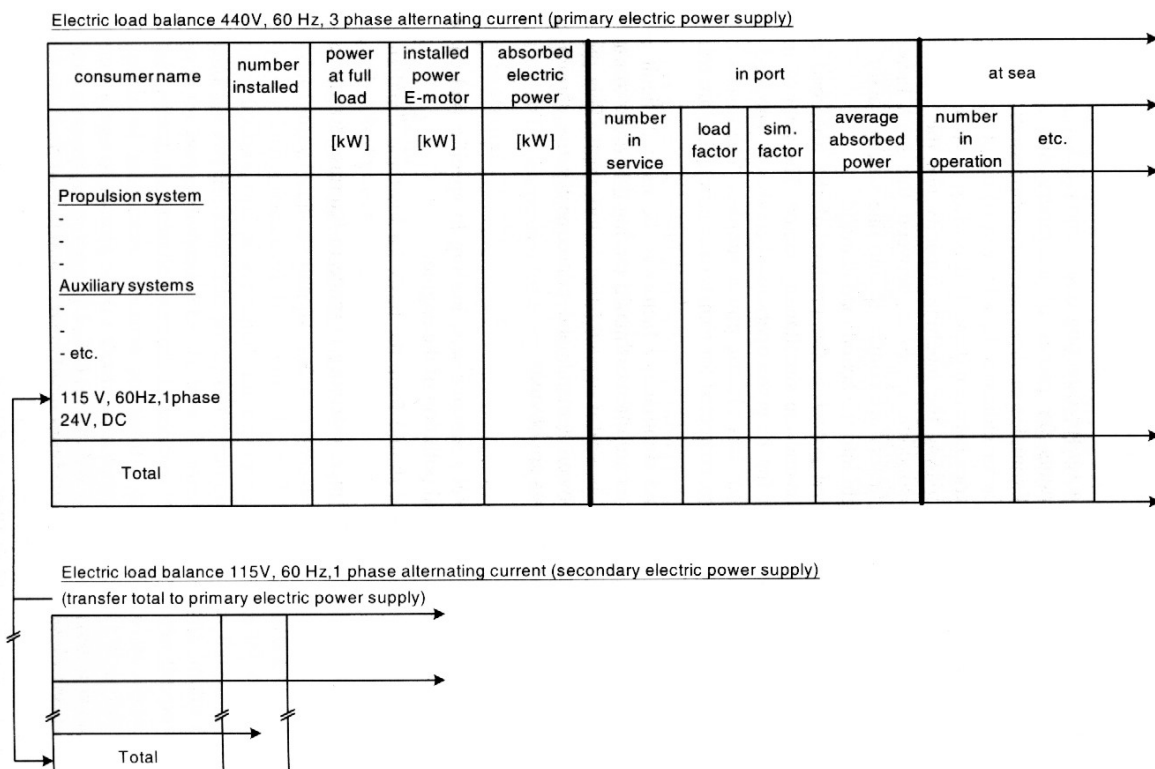 Electric load balance 440V, 60 Hz, 3 phase alternating current (primary electric power supply)
consumer name
number
installed
power
at full
load
installed
power
E-motor
absorbed
electric
power
in port
at sea
[kW]
[kW]
[kW]
number
in
service
load
factor
sim.
factor
average
absorbed
power
number
in
operation
etc.
Propulsion system
-
-
-
Auxiliary systems
-
-
- etc.
115 V, 60Hz,1phase
24V, DC
Total
Electric load balance 115V, 60 Hz,1 phase alternating current (secondary electric power supply)
(transfer total to primary electric power supply)
Total